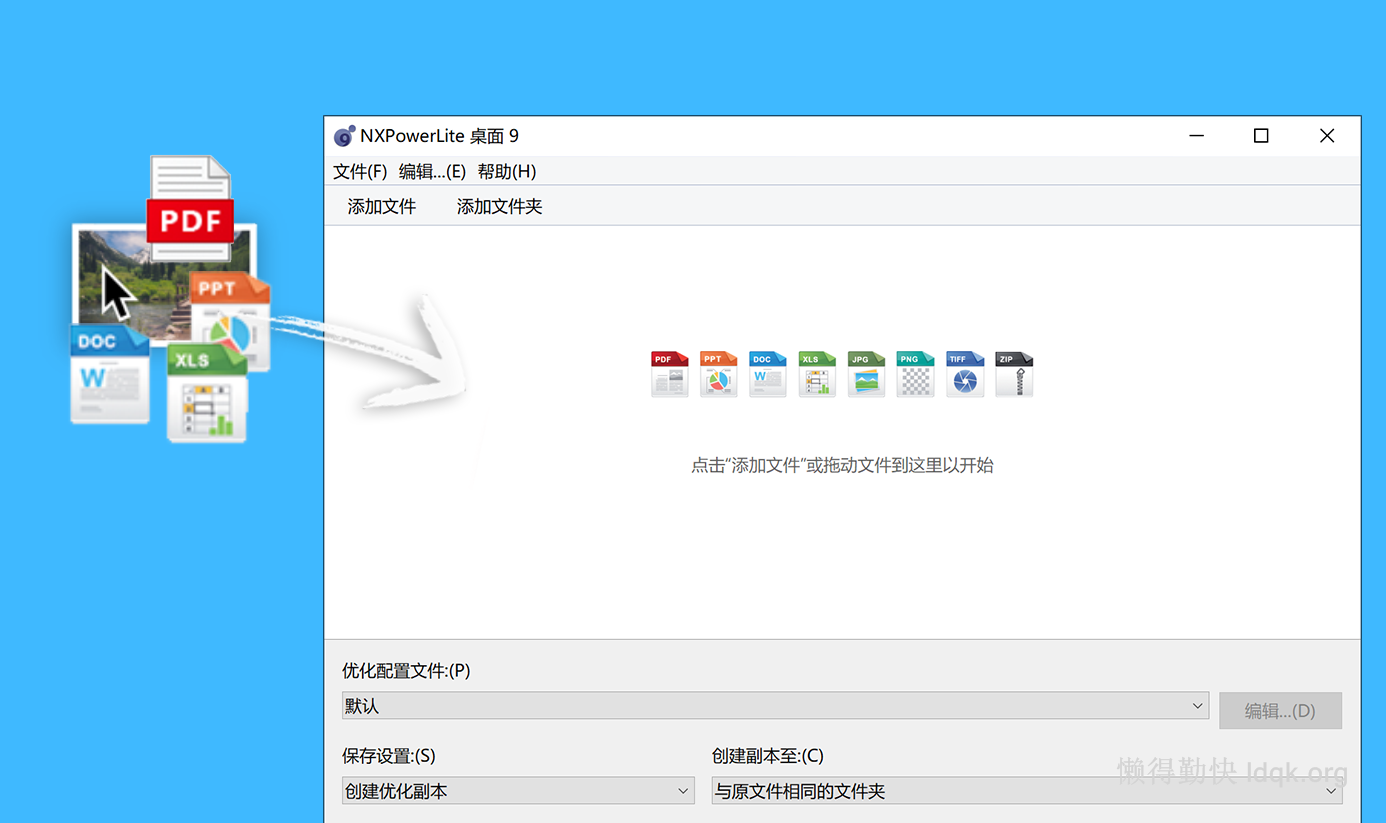 NXPowerLite 桌面 9
文件(F) 编辑...(E) 帮助(H)
添加文件 添加文件夹
PDF
PPT
DOC
XLS
PDF PPT DOC XLS JPG PNG TIFF ZIP
W
W
点击“添加文件”或拖动文件到这里以开始
优化配置文件:(P)
默认
编辑...(D)
保存设置:(S) 创建副本至:(C)
创建优化副本 与原文件相同的文件夹
懒得勤快 ldqk.org